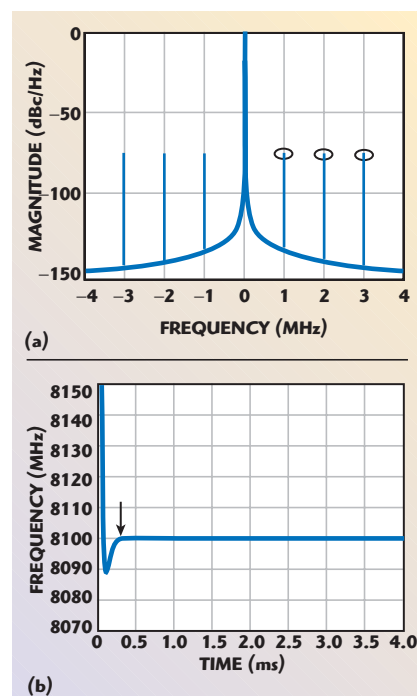 MAGNITUDE (dBc/Hz)
0
−50
−100
−150
−4 −3 −2 −1 0 1 2 3 4
FREQUENCY (MHz)
(a)
FREQUENCY (MHz)
8150
8140
8130
8120
8110
8100
8090
8080
8070
0 0.5 1.0 1.5 2.0 2.5 3.0 3.5 4.0
TIME (ms)
(b)